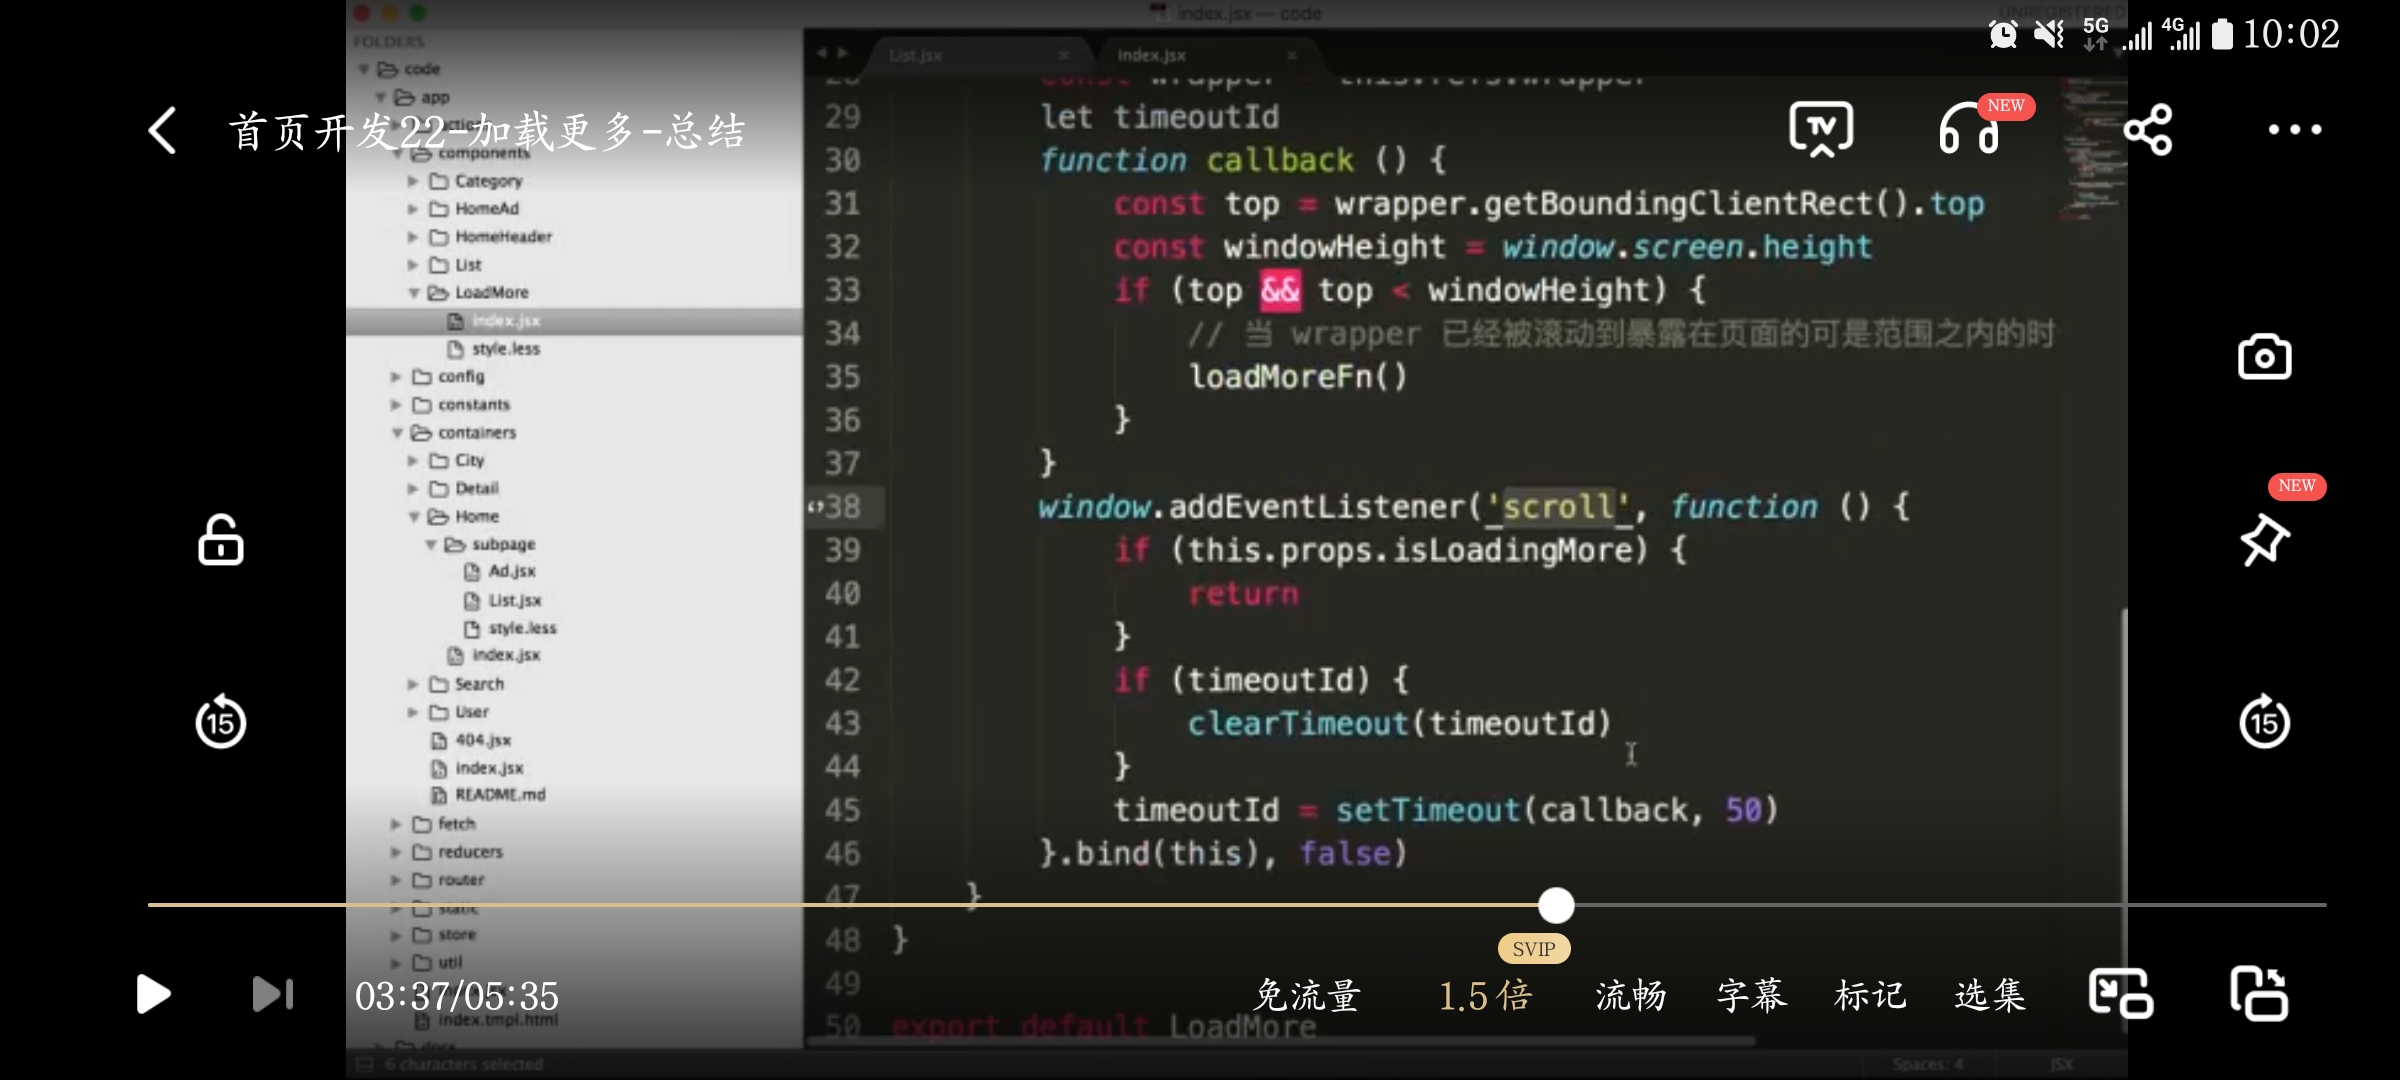 index.jsx — code
UNREGISTERED
10:02
5G
4G
FOLDERS
code
app
首页开发22-加载更多-总结
components
Category
HomeAd
HomeHeader
List
LoadMore
index.jsx
style.less
config
constants
containers
City
Detail
Home
subpage
Ad.jsx
List.jsx
style.less
index.jsx
Search
User
404.jsx
index.jsx
README.md
fetch
reducers
router
static
store
util
index.tmpl.html
docs
6 characters selected
List.jsx
index.jsx
TV
NEW
28 const wrapper = this.refs.wrapper
29 let timeoutId
30 function callback () {
31 const top = wrapper.getBoundingClientRect().top
32 const windowHeight = window.screen.height
33 if (top && top < windowHeight) {
34 // 当 wrapper 已经被滚动到暴露在页面的可是范围之内的时
35 loadMoreFn()
36 }
37 }
38 window.addEventListener('scroll', function () {
39 if (this.props.isLoadingMore) {
40 return
41 }
42 if (timeoutId) {
43 clearTimeout(timeoutId)
44 }
45 timeoutId = setTimeout(callback, 50)
46 }.bind(this), false)
47 }
48 }
49
50 export default LoadMore
NEW
15
15
SVIP
03:37/05:35
免流量
1.5倍
流畅
字幕
标记
选集
Spaces: 4
JSX